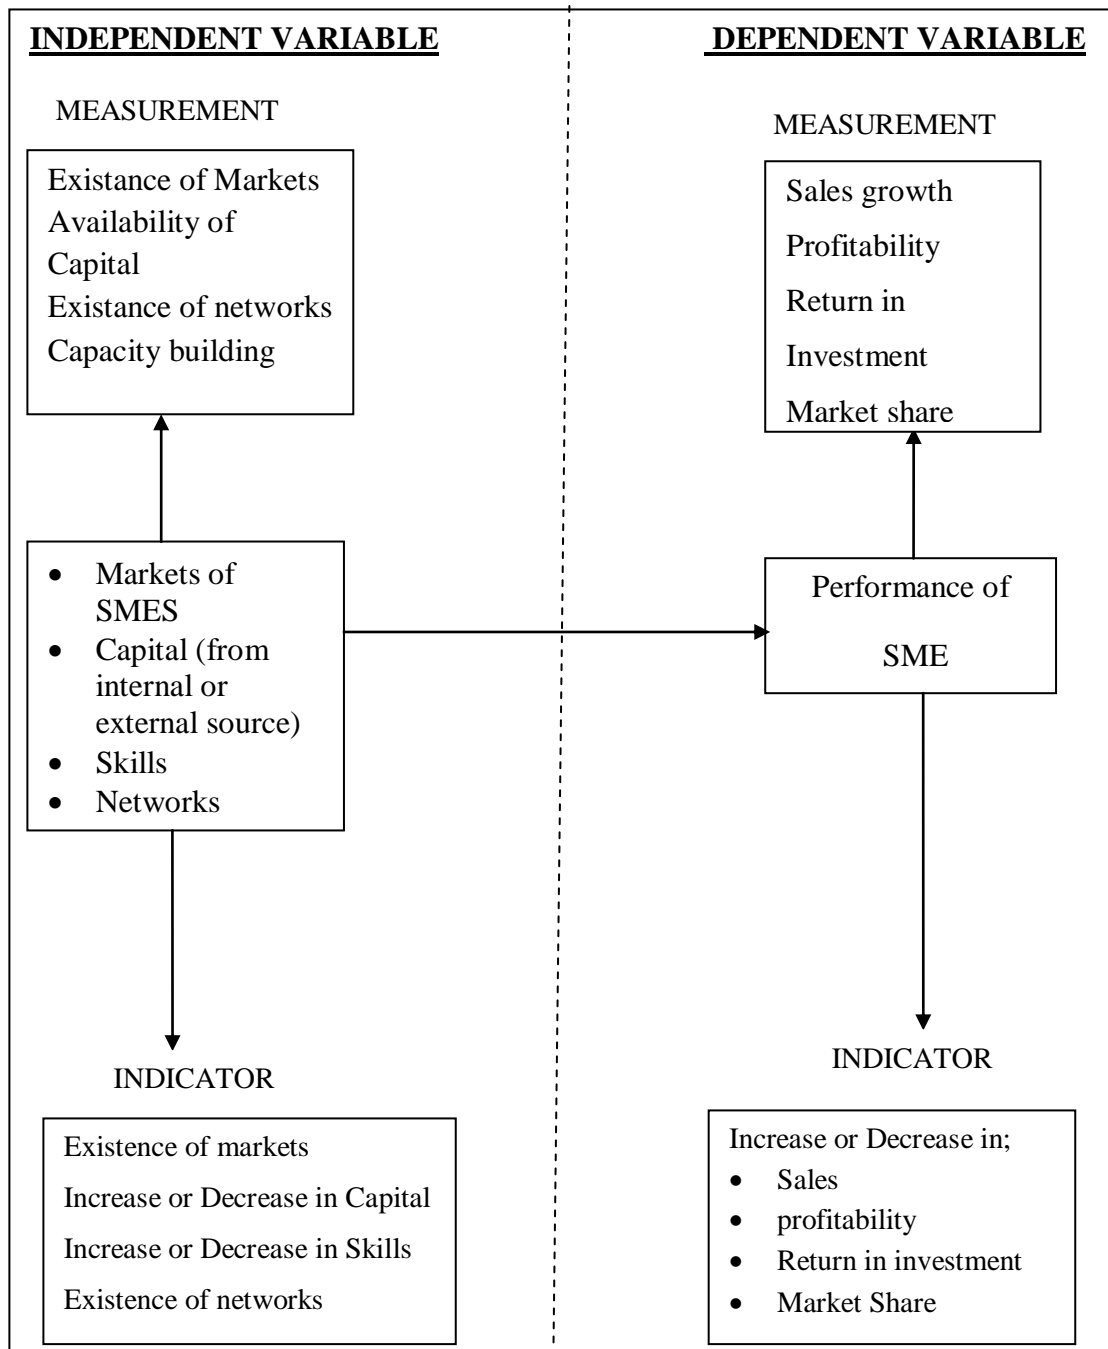 INDEPENDENT VARIABLE
MEASUREMENT
Existance of Markets
Availability of
Capital
Existance of networks
Capacity building
• Markets of
SMES
• Capital (from
internal or
external source)
• Skills
• Networks
INDICATOR
Existence of markets
Increase or Decrease in Capital
Increase or Decrease in Skills
Existence of networks
DEPENDENT VARIABLE
MEASUREMENT
Sales growth
Profitability
Return in
Investment
Market share
Performance of
SME
INDICATOR
Increase or Decrease in;
• Sales
• profitability
• Return in investment
• Market Share